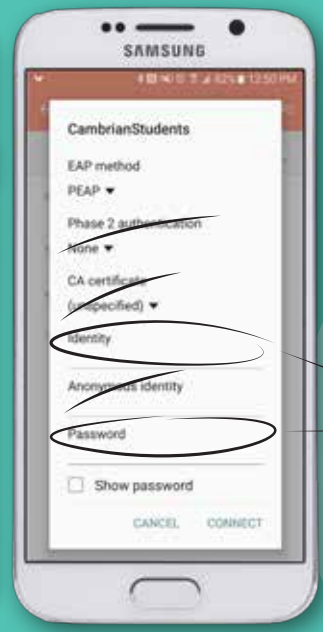 SAMSUNG
62% 12:50 PM
CambrianStudents
EAP method
PEAP
Phase 2 authentication
None
CA certificate
(unspecified)
Identity
Anonymous identity
Password
Show password
CANCEL CONNECT